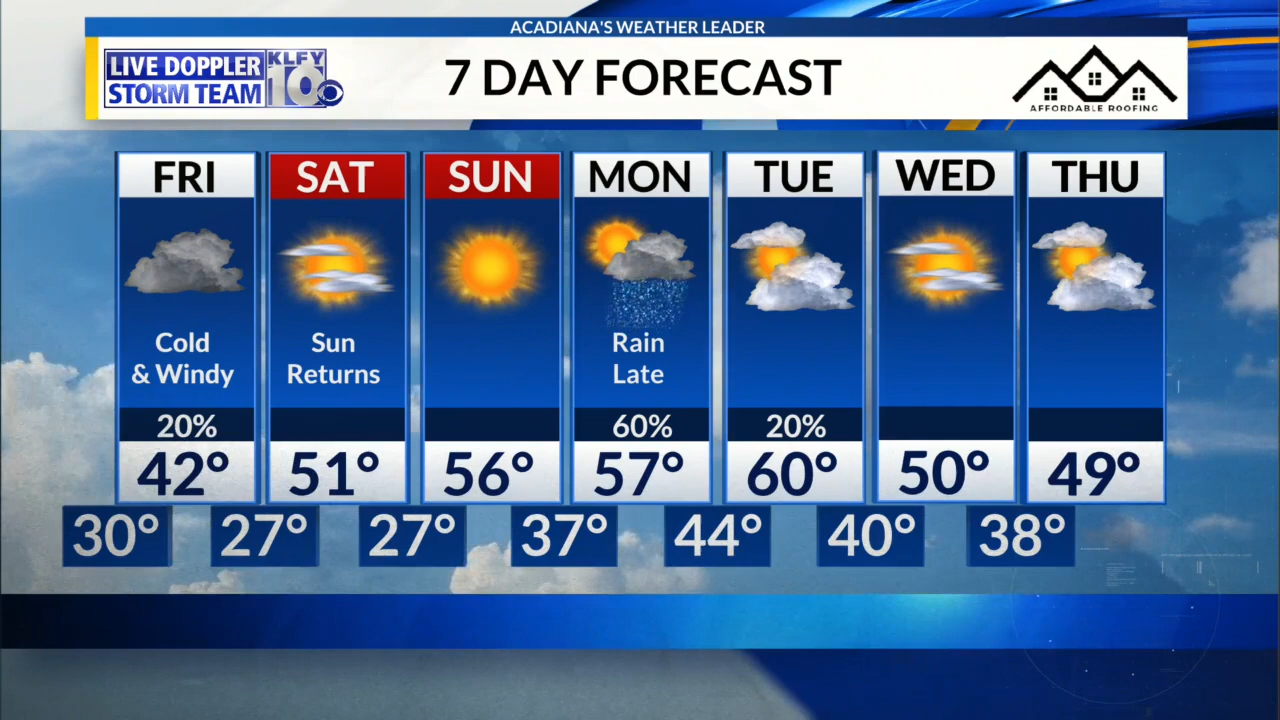 ACADIANA'S WEATHER LEADER
LIVE DOPPLER
STORM TEAM
KLFY
10
7 DAY FORECAST
AFFORDABLE ROOFING
FRI
SAT
SUN
MON
TUE
WED
THU
Cold
& Windy
Sun
Returns
Rain
Late
20%
60%
20%
42°
51°
56°
57°
60°
50°
49°
30°
27°
27°
37°
44°
40°
38°